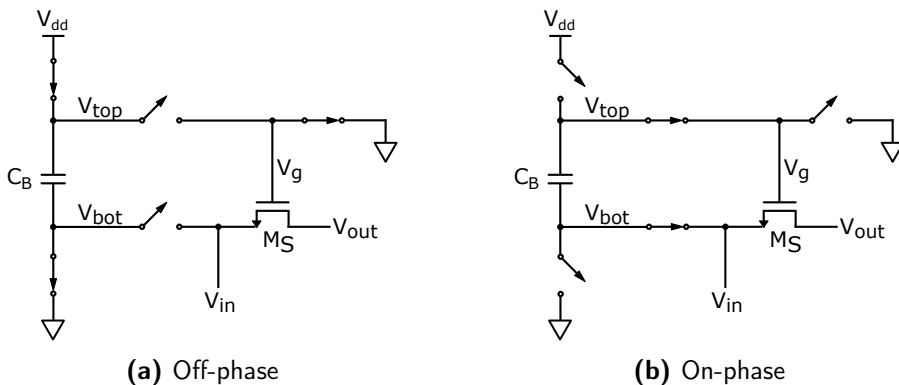 V_dd
V_top
C_B
V_g
V_bot
M_S
V_out
V_in
(a) Off-phase
V_dd
V_top
C_B
V_g
V_bot
M_S
V_out
V_in
(b) On-phase